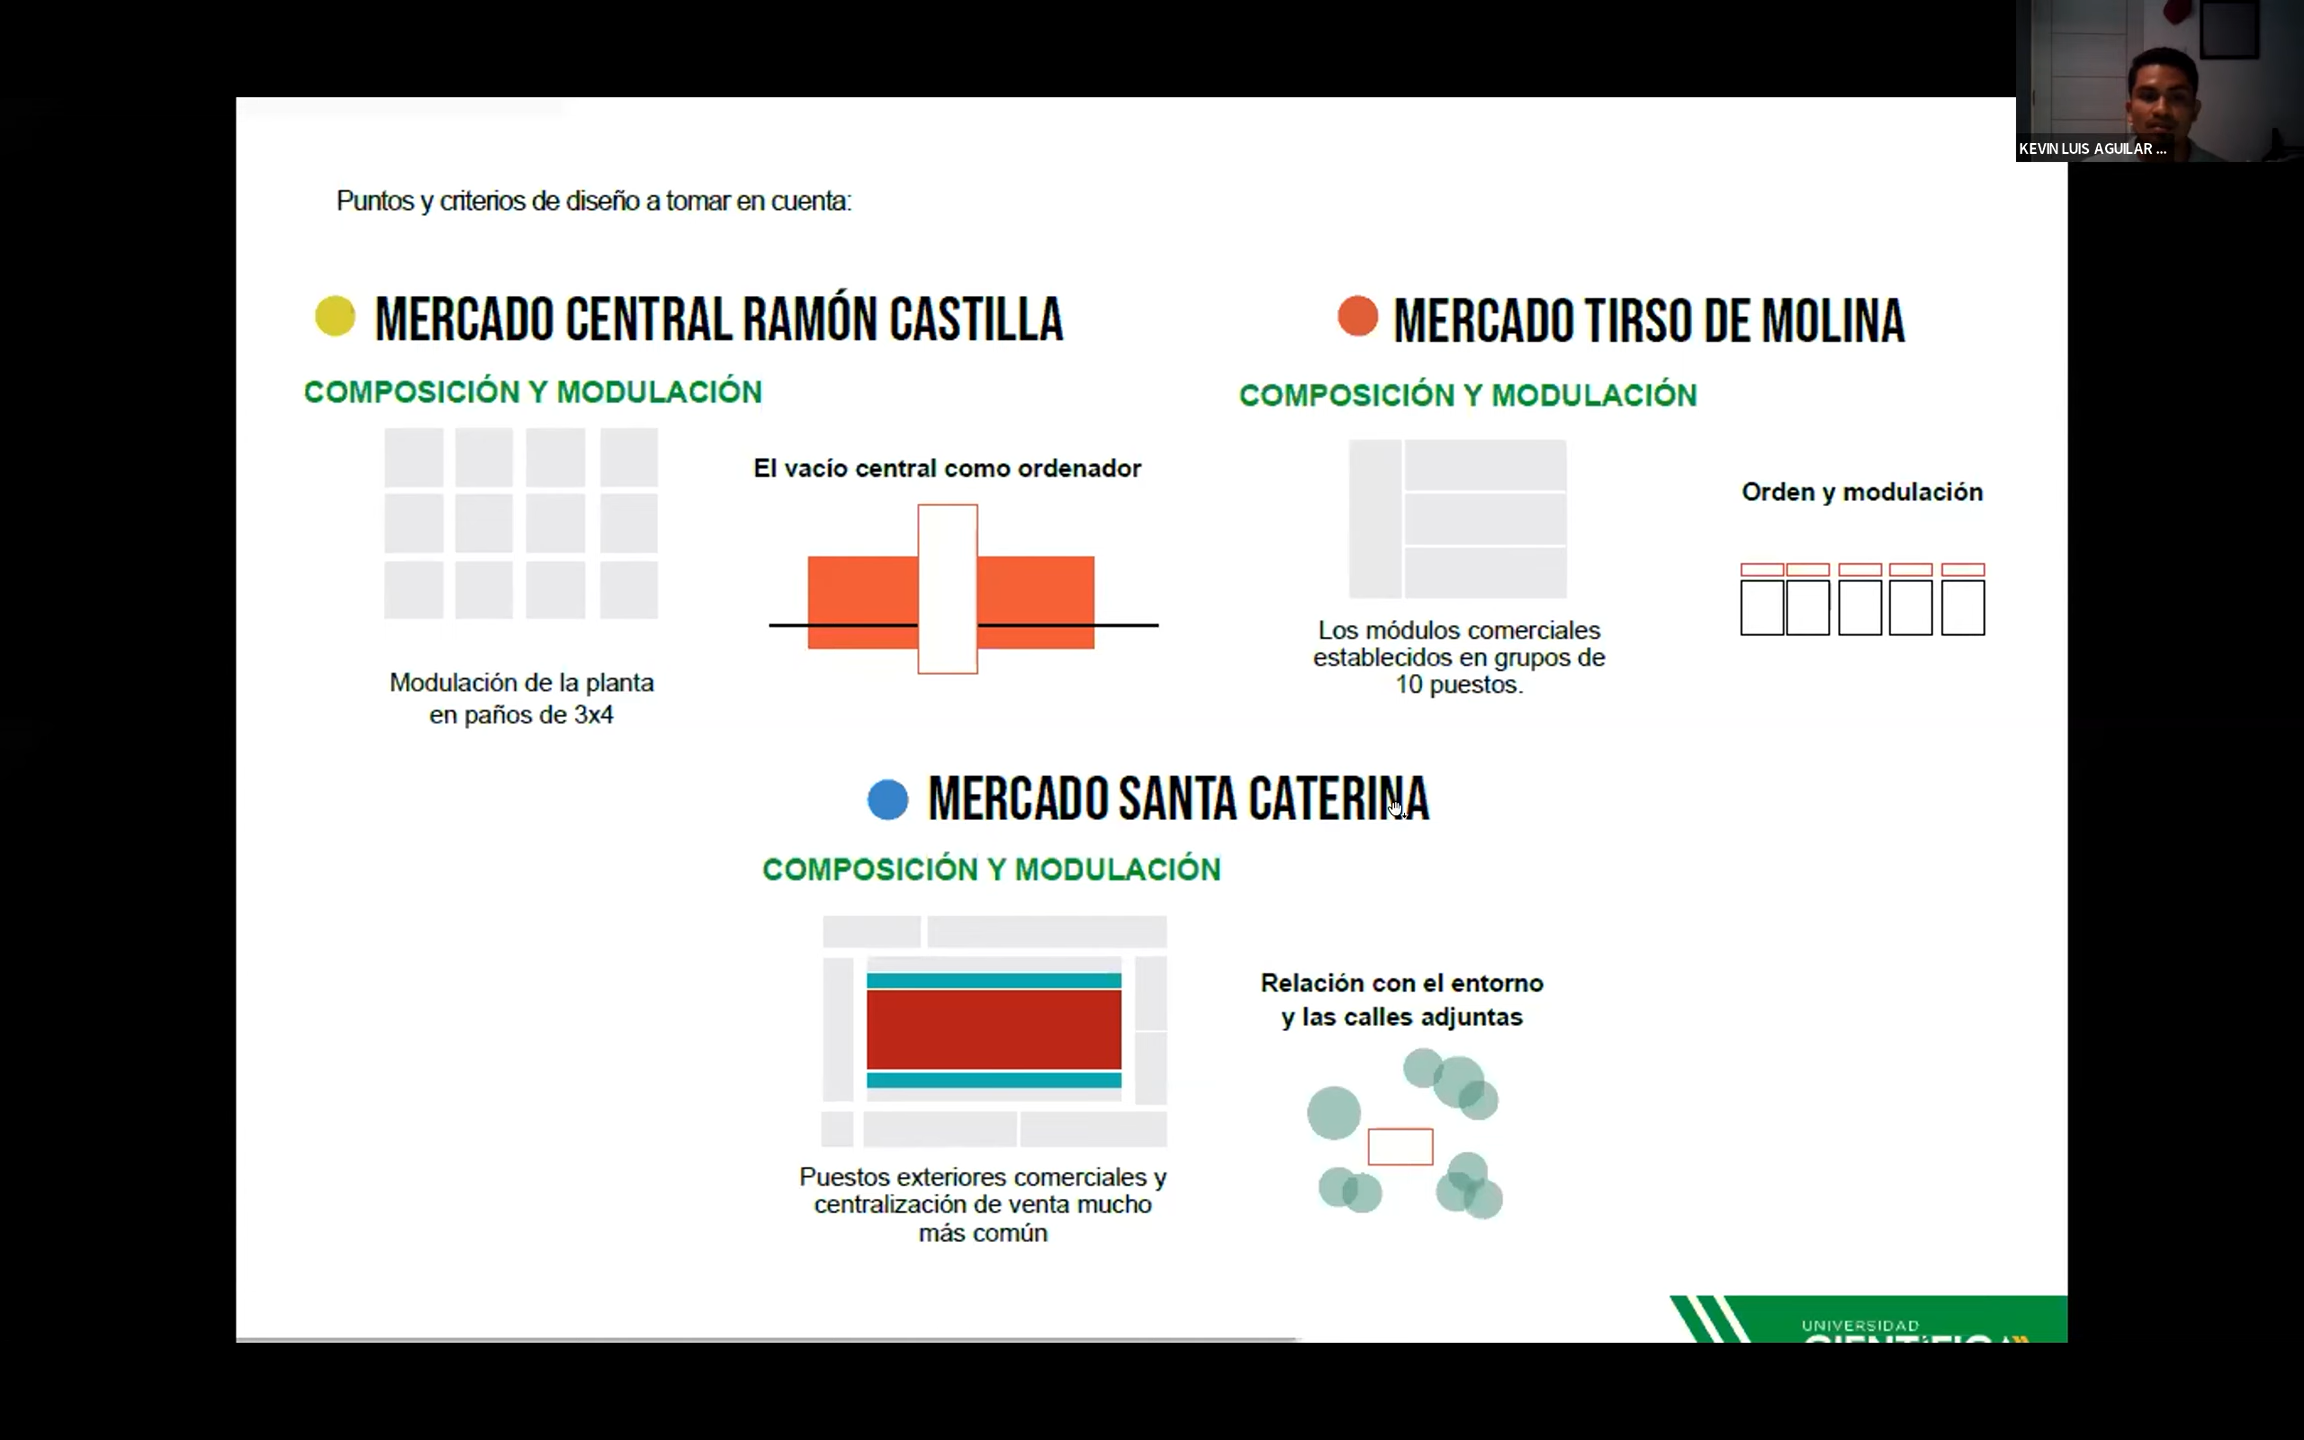 KEVIN LUIS AGUILAR ...
Puntos y criterios de diseño a tomar en cuenta:
MERCADO CENTRAL RAMÓN CASTILLA
COMPOSICIÓN Y MODULACIÓN
El vacío central como ordenador
Modulación de la planta
en paños de 3x4
MERCADO TIRSO DE MOLINA
COMPOSICIÓN Y MODULACIÓN
Orden y modulación
Los módulos comerciales
establecidos en grupos de
10 puestos.
MERCADO SANTA CATERINA
COMPOSICIÓN Y MODULACIÓN
Relación con el entorno
y las calles adjuntas
Puestos exteriores comerciales y
centralización de venta mucho
más común
UNIVERSIDAD
CIENTÍFICA